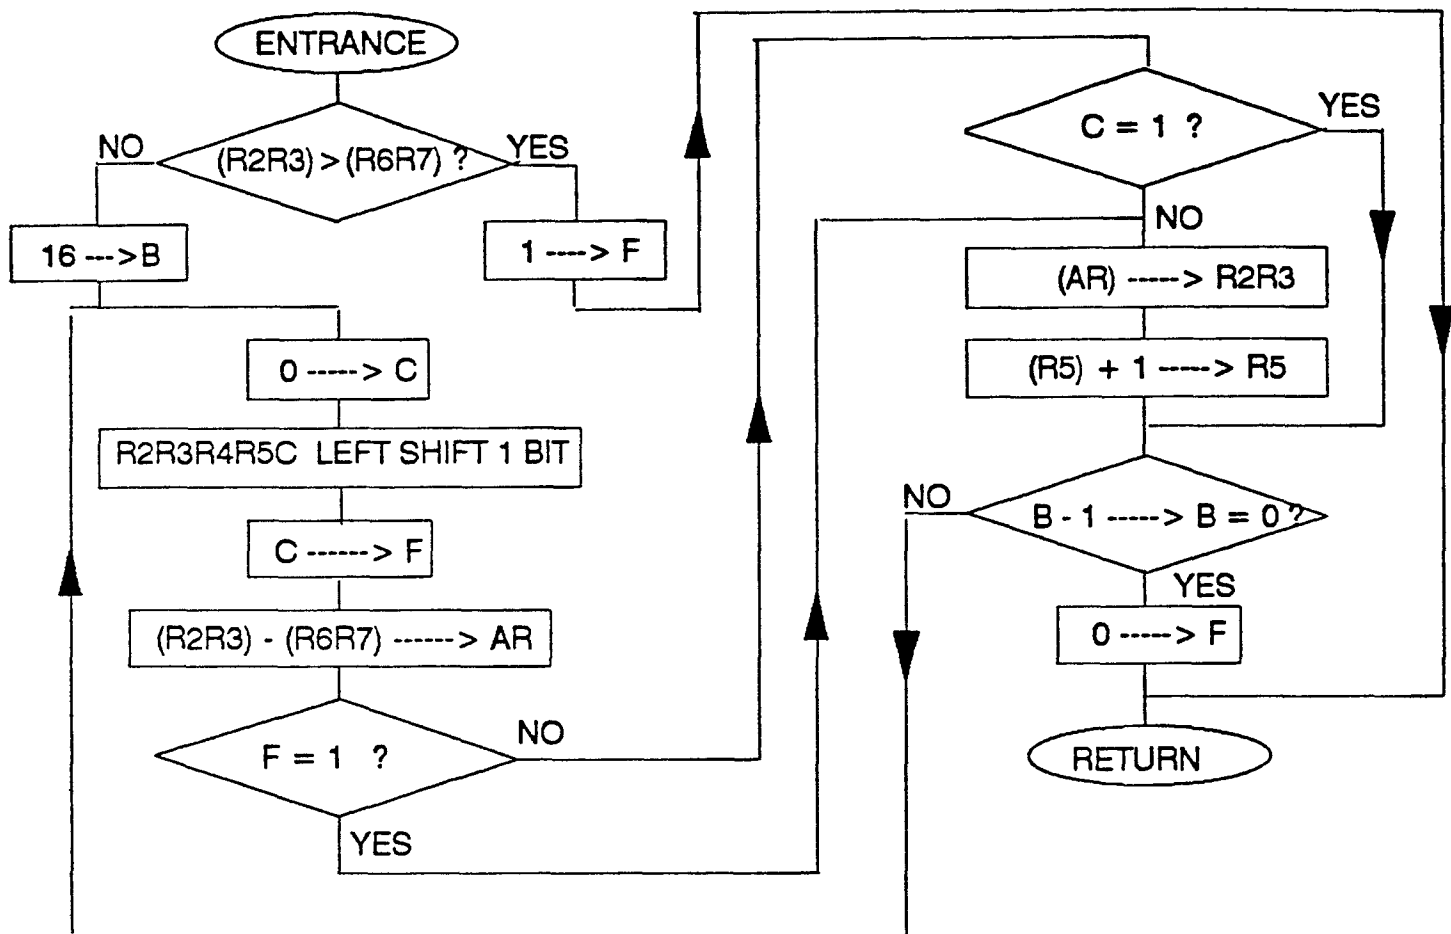 ENTRANCE
(R2R3) > (R6R7) ?
NO
YES
16 ---> B
1 ----> F
0 -----> C
R2R3R4R5C LEFT SHIFT 1 BIT
C ------> F
(R2R3) - (R6R7) ------> AR
F = 1 ?
NO
YES
C = 1 ?
YES
NO
(AR) -----> R2R3
(R5) + 1 -----> R5
B - 1 -----> B = 0 ?
NO
YES
0 -----> F
RETURN